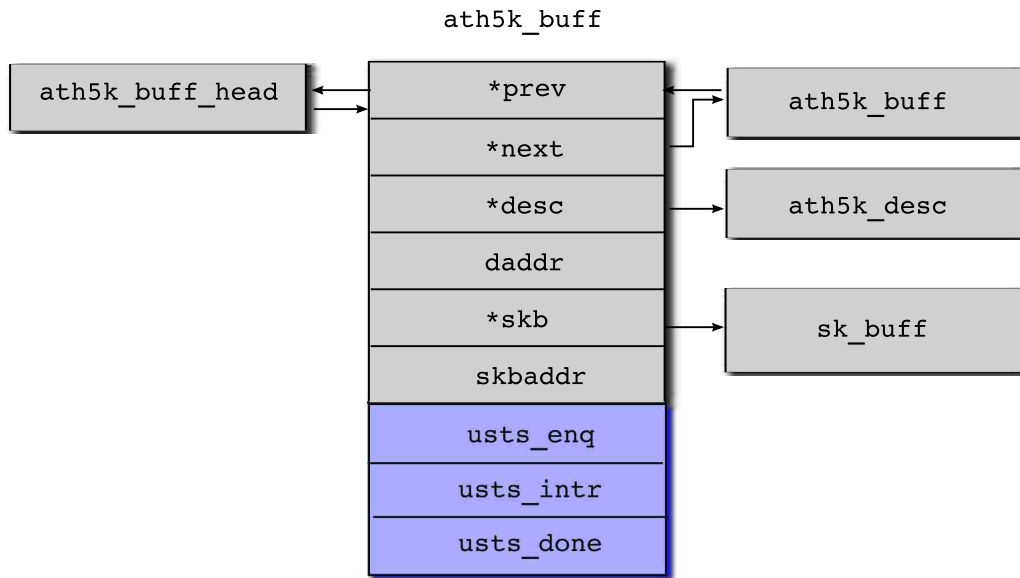 ath5k_buff
ath5k_buff_head
*prev
*next
*desc
daddr
*skb
skbaddr
usts_enq
usts_intr
usts_done
ath5k_buff
ath5k_desc
sk_buff